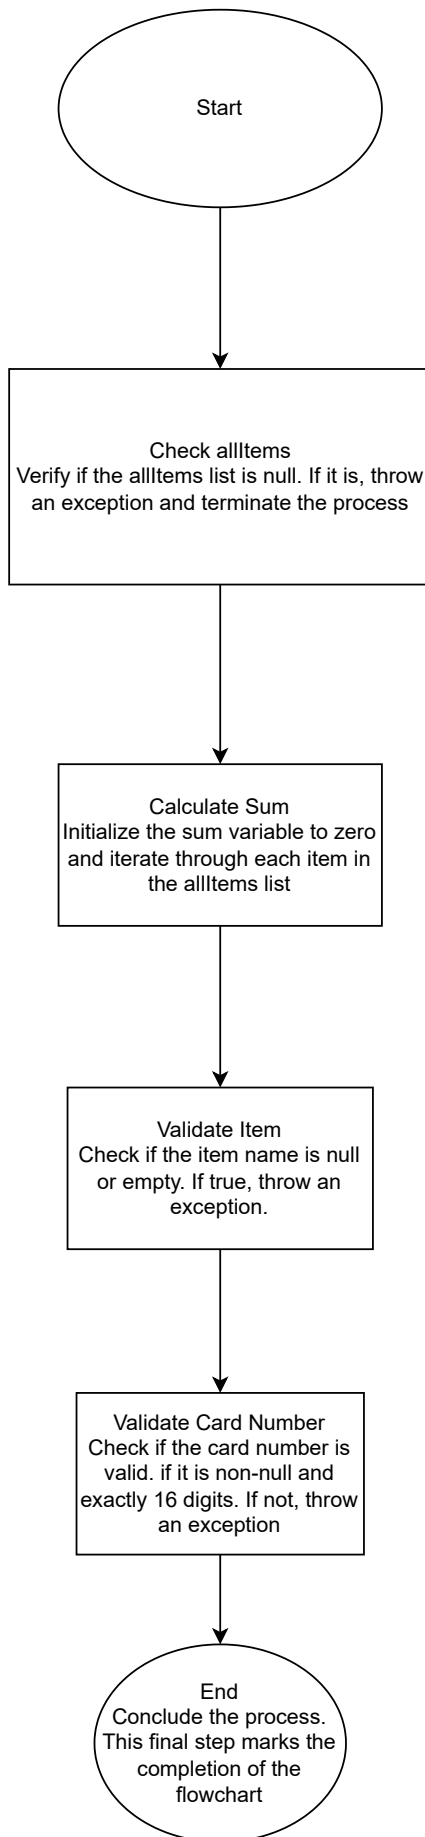 Start
Check allItems
Verify if the allItems list is null. If it is, throw
an exception and terminate the process
Calculate Sum
Initialize the sum variable to zero
and iterate through each item in
the allItems list
Validate Item
Check if the item name is null
or empty. If true, throw an
exception.
Validate Card Number
Check if the card number is
valid. if it is non-null and
exactly 16 digits. If not, throw
an exception
End
Conclude the process.
This final step marks the
completion of the
flowchart